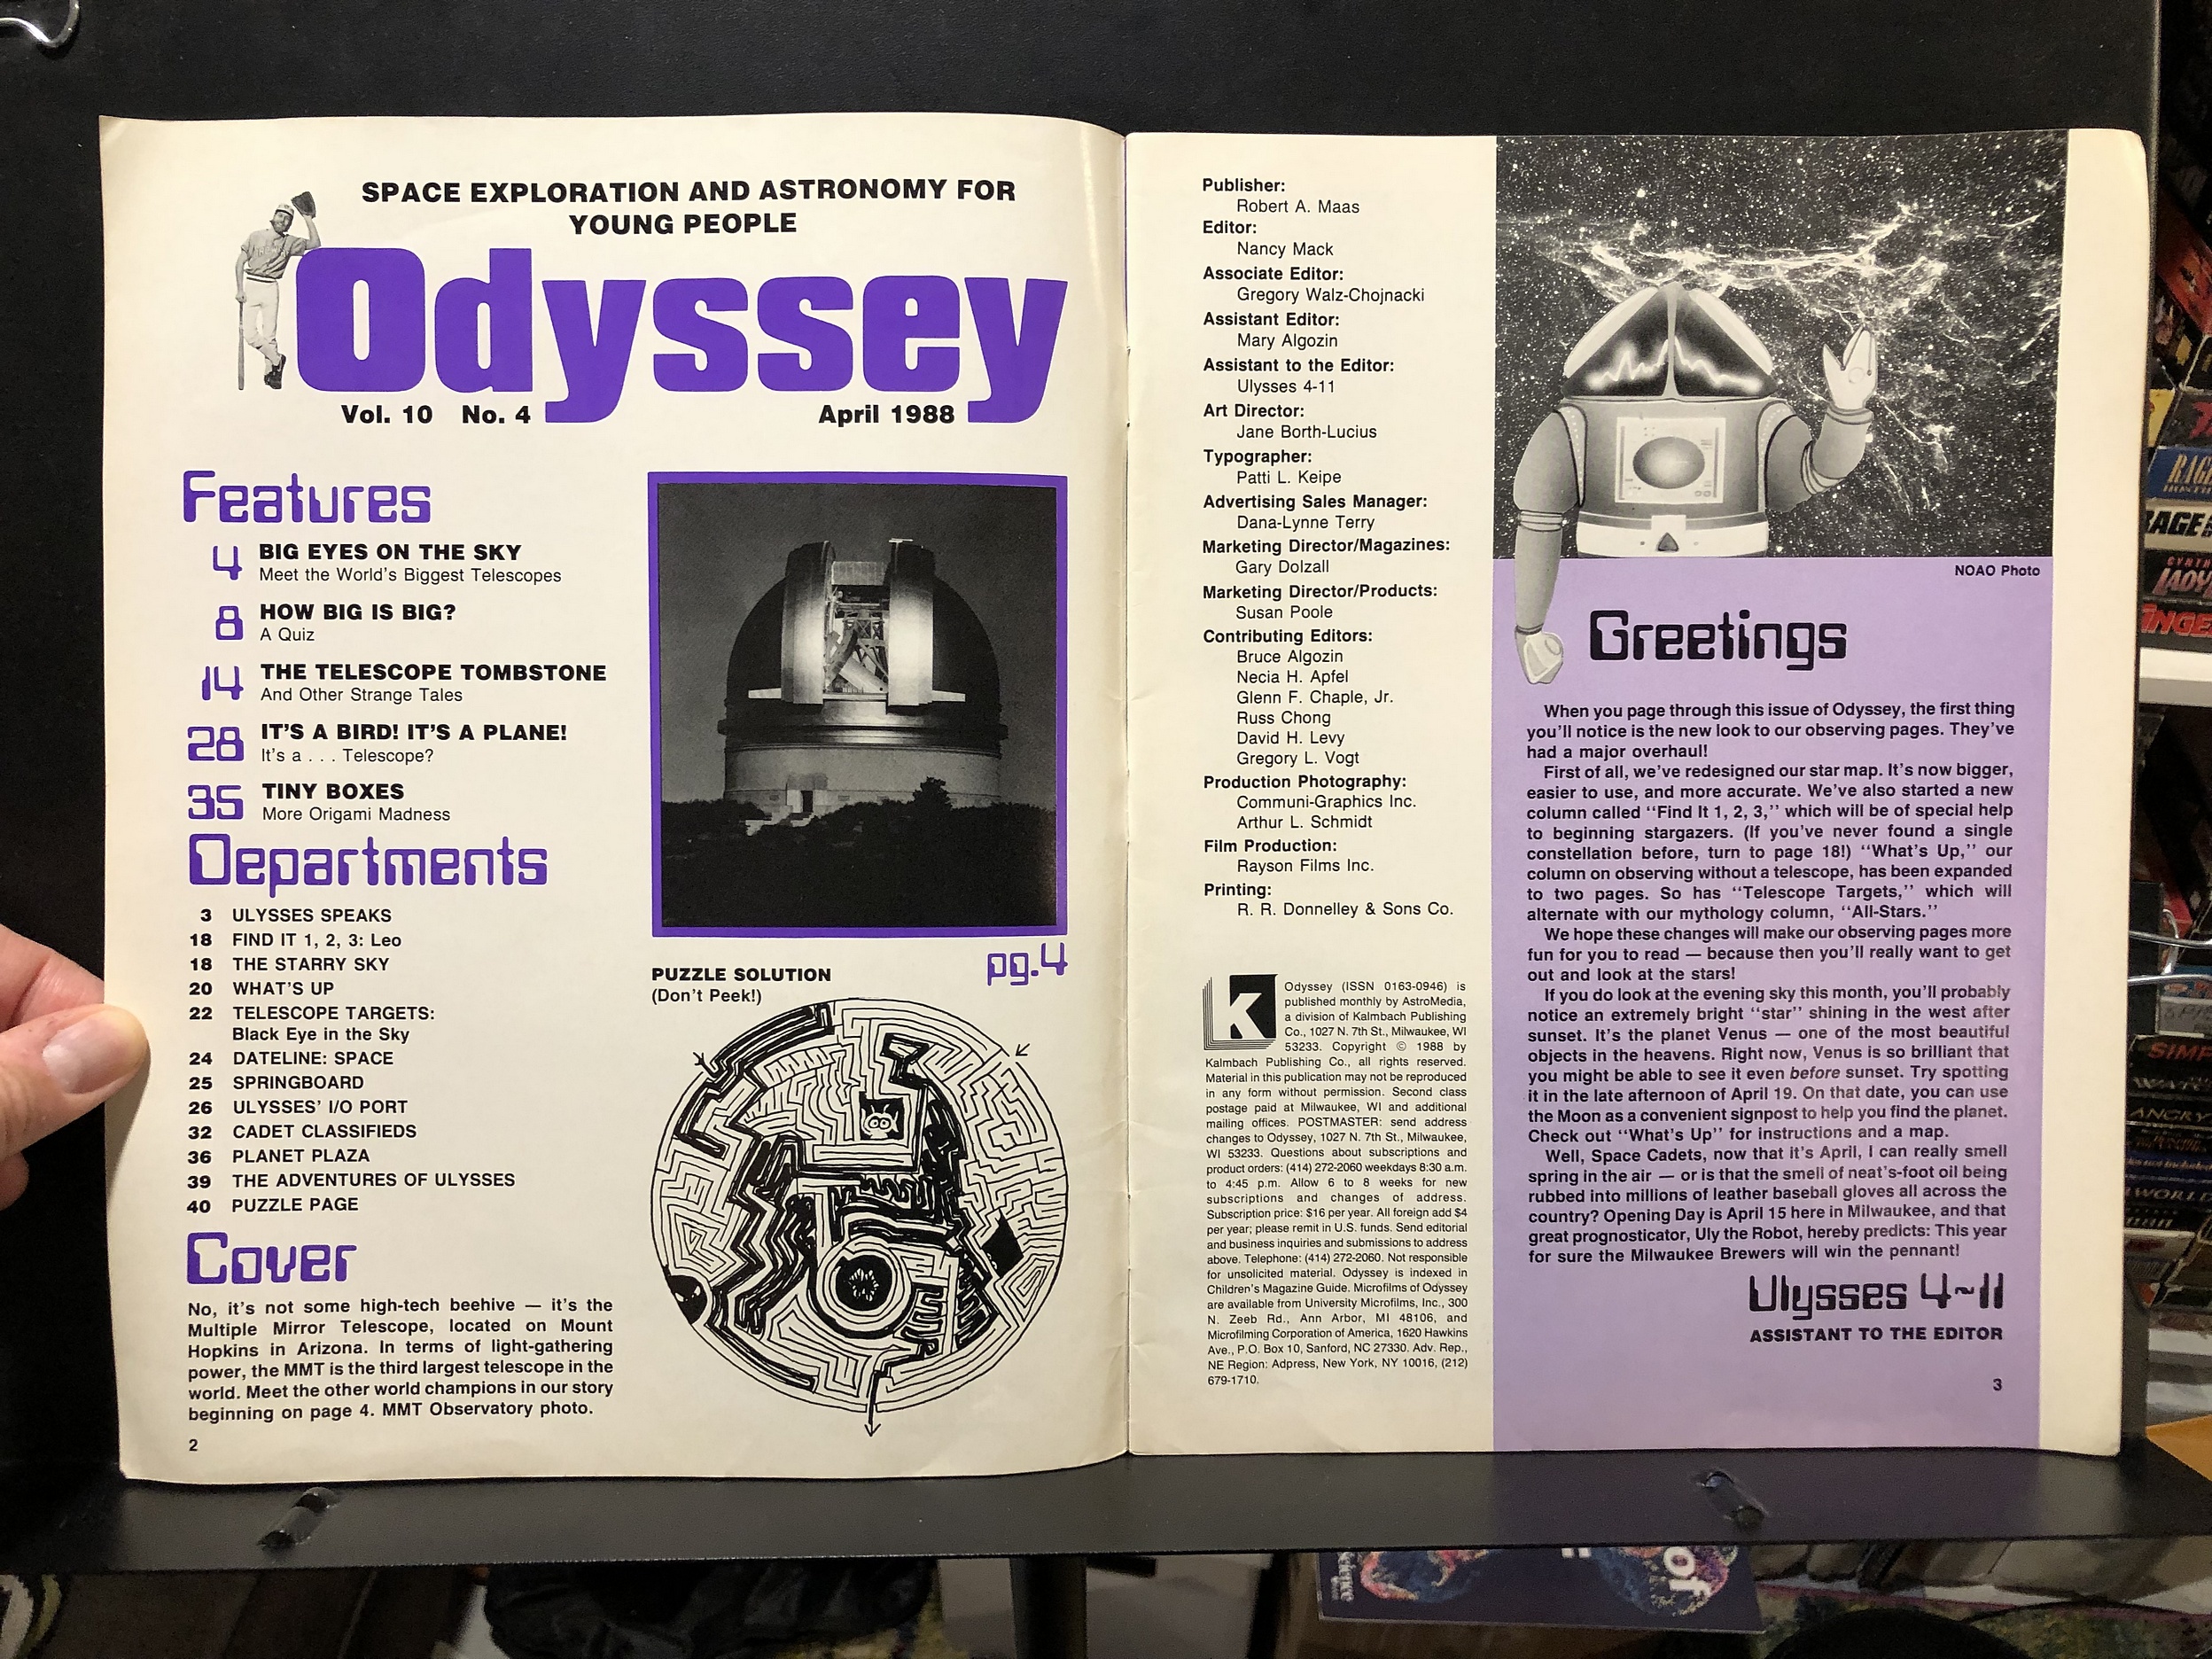 SPACE EXPLORATION AND ASTRONOMY FOR
YOUNG PEOPLE
Odyssey
Vol. 10 No. 4
April 1988
Features
4 BIG EYES ON THE SKY
Meet the World's Biggest Telescopes
8 HOW BIG IS BIG?
A Quiz
14 THE TELESCOPE TOMBSTONE
And Other Strange Tales
28 IT'S A BIRD! IT'S A PLANE!
It's a . . . Telescope?
35 TINY BOXES
More Origami Madness
Departments
3 ULYSSES SPEAKS
18 FIND IT 1, 2, 3: Leo
18 THE STARRY SKY
20 WHAT'S UP
22 TELESCOPE TARGETS:
Black Eye in the Sky
24 DATELINE: SPACE
25 SPRINGBOARD
26 ULYSSES' I/O PORT
32 CADET CLASSIFIEDS
36 PLANET PLAZA
39 THE ADVENTURES OF ULYSSES
40 PUZZLE PAGE
Cover
No, it's not some high-tech beehive — it's the
Multiple Mirror Telescope, located on Mount
Hopkins in Arizona. In terms of light-gathering
power, the MMT is the third largest telescope in the
world. Meet the other world champions in our story
beginning on page 4. MMT Observatory photo.
2
pg.4
PUZZLE SOLUTION
(Don't Peek!)
Publisher:
Robert A. Maas
Editor:
Nancy Mack
Associate Editor:
Gregory Walz-Chojnacki
Assistant Editor:
Mary Algozin
Assistant to the Editor:
Ulysses 4-11
Art Director:
Jane Borth-Lucius
Typographer:
Patti L. Keipe
Advertising Sales Manager:
Dana-Lynne Terry
Marketing Director/Magazines:
Gary Dolzall
Marketing Director/Products:
Susan Poole
Contributing Editors:
Bruce Algozin
Necia H. Apfel
Glenn F. Chaple, Jr.
Russ Chong
David H. Levy
Gregory L. Vogt
Production Photography:
Communi-Graphics Inc.
Arthur L. Schmidt
Film Production:
Rayson Films Inc.
Printing:
R. R. Donnelley & Sons Co.
K
Odyssey (ISSN 0163-0946) is
published monthly by AstroMedia,
a division of Kalmbach Publishing
Co., 1027 N. 7th St., Milwaukee, WI
53233. Copyright © 1988 by
Kalmbach Publishing Co., all rights reserved.
Material in this publication may not be reproduced
in any form without permission. Second class
postage paid at Milwaukee, WI and additional
mailing offices. POSTMASTER: send address
changes to Odyssey, 1027 N. 7th St., Milwaukee,
WI 53233. Questions about subscriptions and
product orders: (414) 272-2060 weekdays 8:30 a.m.
to 4:45 p.m. Allow 6 to 8 weeks for new
subscriptions and changes of address.
Subscription price: $16 per year. All foreign add $4
per year; please remit in U.S. funds. Send editorial
and business inquiries and submissions to address
above. Telephone: (414) 272-2060. Not responsible
for unsolicited material. Odyssey is indexed in
Children's Magazine Guide. Microfilms of Odyssey
are available from University Microfilms, Inc., 300
N. Zeeb Rd., Ann Arbor, MI 48106, and
Microfilming Corporation of America, 1620 Hawkins
Ave., P.O. Box 10, Sanford, NC 27330. Adv. Rep.,
NE Region: Adpress, New York, NY 10016, (212)
679-1710.
NOAO Photo
Greetings
When you page through this issue of Odyssey, the first thing
you'll notice is the new look to our observing pages. They've
had a major overhaul!
First of all, we've redesigned our star map. It's now bigger,
easier to use, and more accurate. We've also started a new
column called "Find It 1, 2, 3," which will be of special help
to beginning stargazers. (If you've never found a single
constellation before, turn to page 18!) "What's Up," our
column on observing without a telescope, has been expanded
to two pages. So has "Telescope Targets," which will
alternate with our mythology column, "All-Stars."
We hope these changes will make our observing pages more
fun for you to read — because then you'll really want to get
out and look at the stars!
If you do look at the evening sky this month, you'll probably
notice an extremely bright "star" shining in the west after
sunset. It's the planet Venus — one of the most beautiful
objects in the heavens. Right now, Venus is so brilliant that
you might be able to see it even before sunset. Try spotting
it in the late afternoon of April 19. On that date, you can use
the Moon as a convenient signpost to help you find the planet.
Check out "What's Up" for instructions and a map.
Well, Space Cadets, now that it's April, I can really smell
spring in the air — or is that the smell of neat's-foot oil being
rubbed into millions of leather baseball gloves all across the
country? Opening Day is April 15 here in Milwaukee, and that
great prognosticator, Uly the Robot, hereby predicts: This year
for sure the Milwaukee Brewers will win the pennant!
Ulysses 4~11
ASSISTANT TO THE EDITOR
3
of